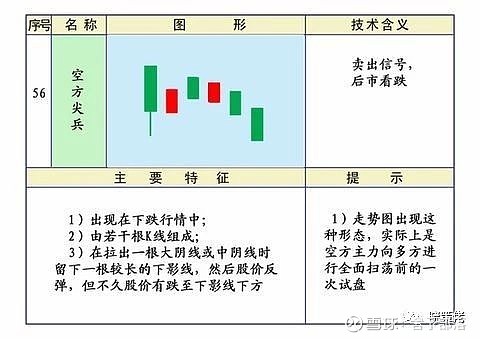 序号 名称 图形 技术含义
56
空方尖兵
卖出信号，
后市看跌
主要特征 提示
1）出现在下跌行情中；
2）由若干根K线组成；
3）在拉出一根大阴线或中阴线时
留下一根较长的下影线，然后股价反
弹，但不久股价有跌至下影线下方
1）走势图出现这
种形态，实际上是
空方主力向多方进
行全面扫荡前的一
次试盘